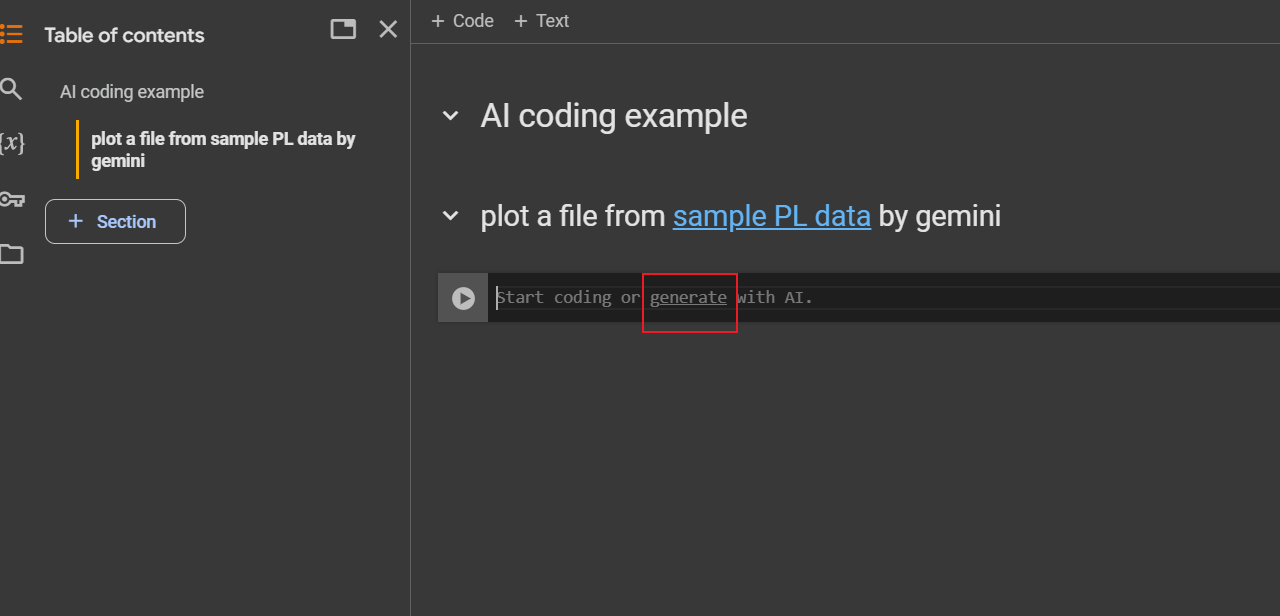 Table of contents
AI coding example
plot a file from sample PL data by
gemini
+ Section
{x}
+ Code + Text
AI coding example
plot a file from sample PL data by gemini
Start coding or generate with AI.